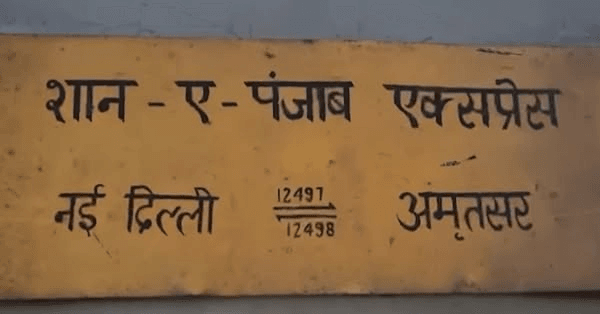 शान - ए - पंजाब एक्सप्रेस
नई दिल्ली 12497 अमृतसर
12498